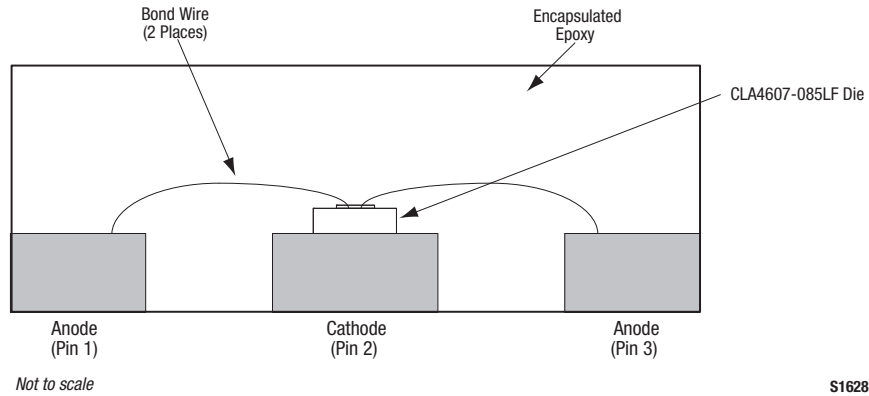 Bond Wire
(2 Places)
Encapsulated
Epoxy
CLA4607-085LF Die
Anode
(Pin 1)
Cathode
(Pin 2)
Anode
(Pin 3)
Not to scale
S1628